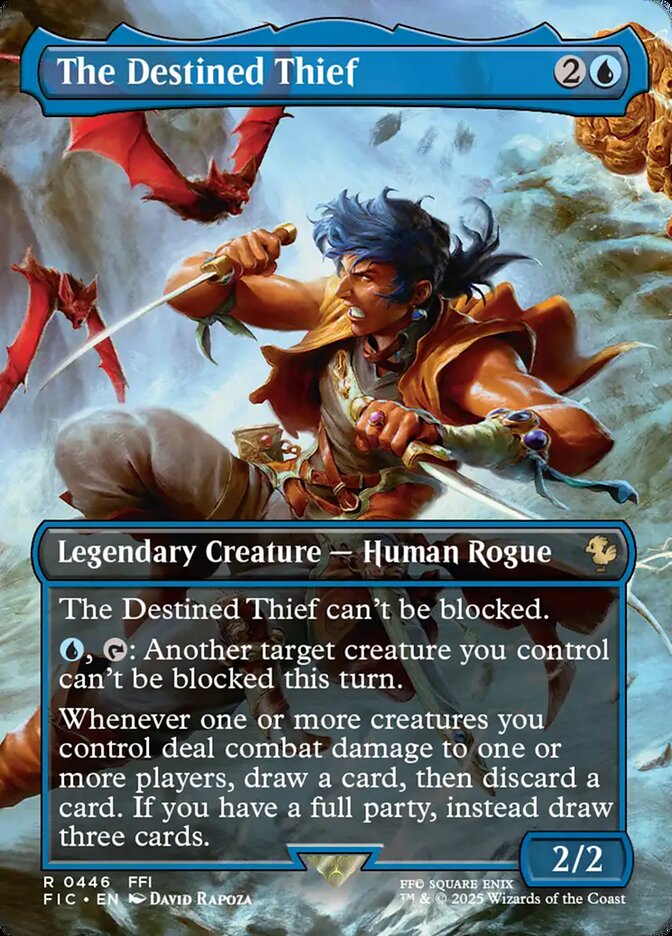 The Destined Thief 2
Legendary Creature — Human Rogue
The Destined Thief can't be blocked.
, : Another target creature you control
can't be blocked this turn.
Whenever one or more creatures you
control deal combat damage to one or
more players, draw a card, then discard a
card. If you have a full party, instead draw
three cards.
2/2
R 0446 FFI
FIC • EN David Rapoza
FF© SQUARE ENIX
™ & © 2025 Wizards of the Coast